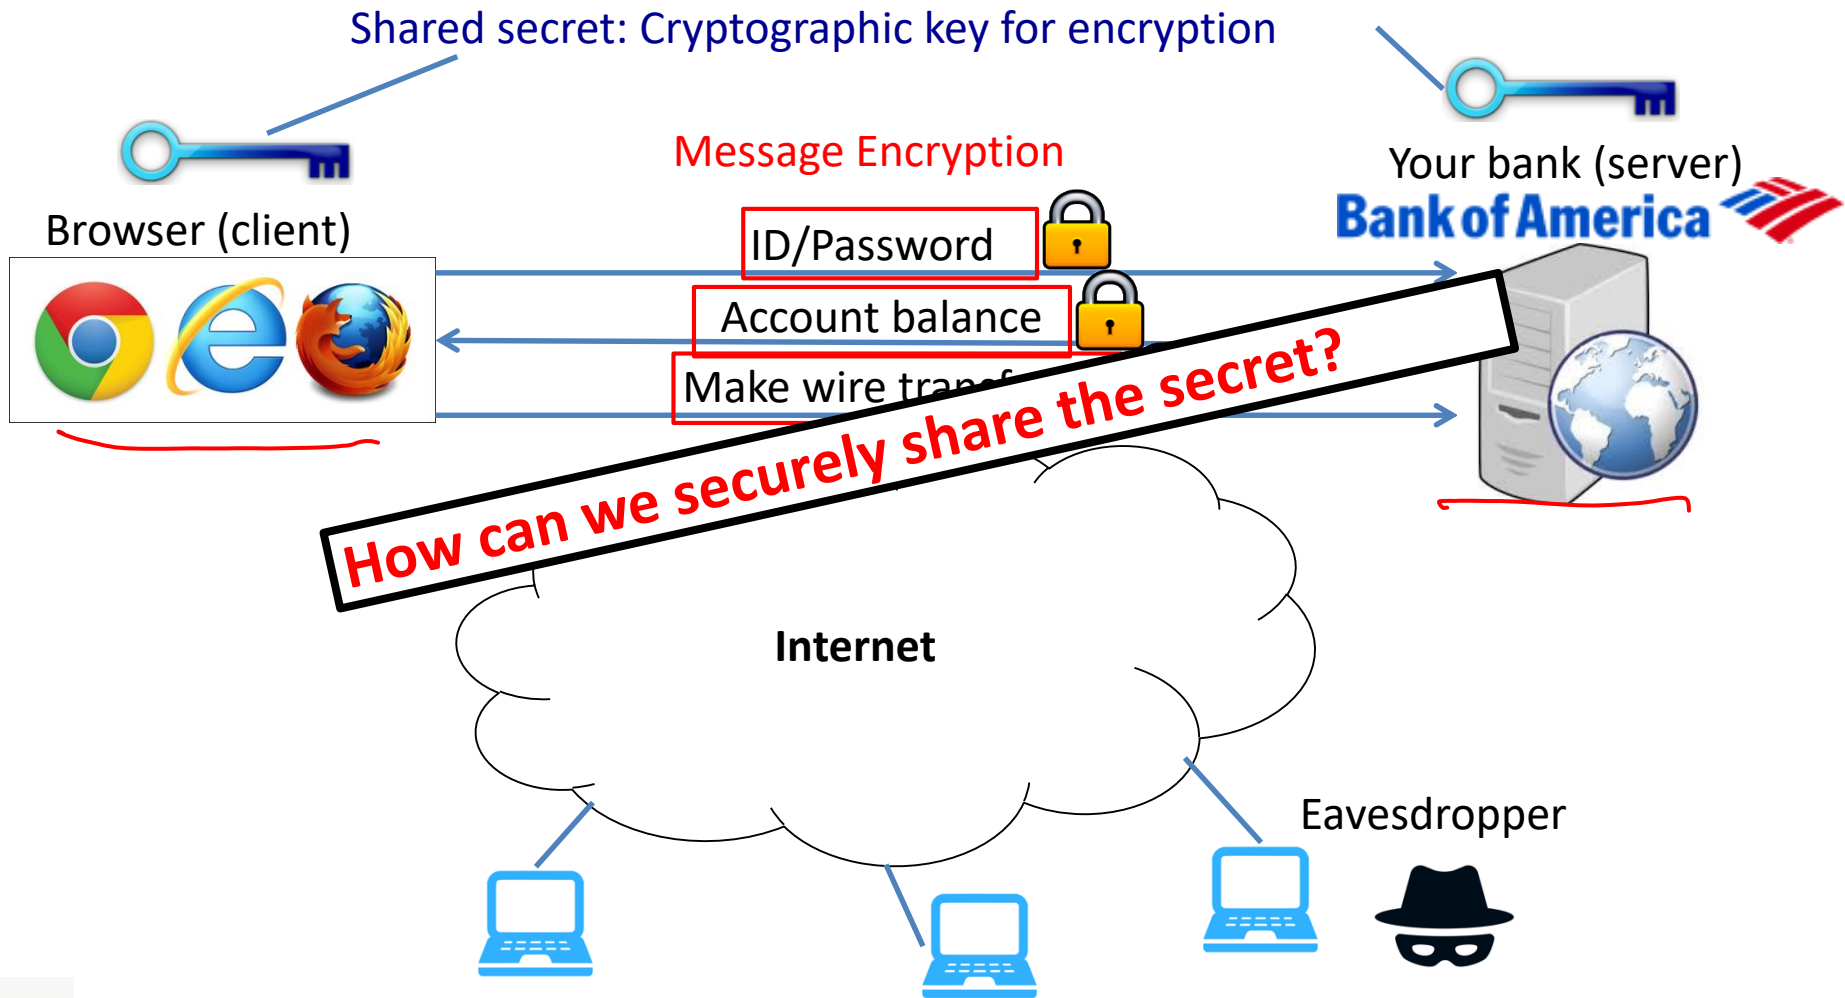 Shared secret: Cryptographic key for encryption
Message Encryption
Your bank (server)
Bank of America
Browser (client)
ID/Password
Account balance
Make wire
How can we securely share the secret?
Internet
Eavesdropper